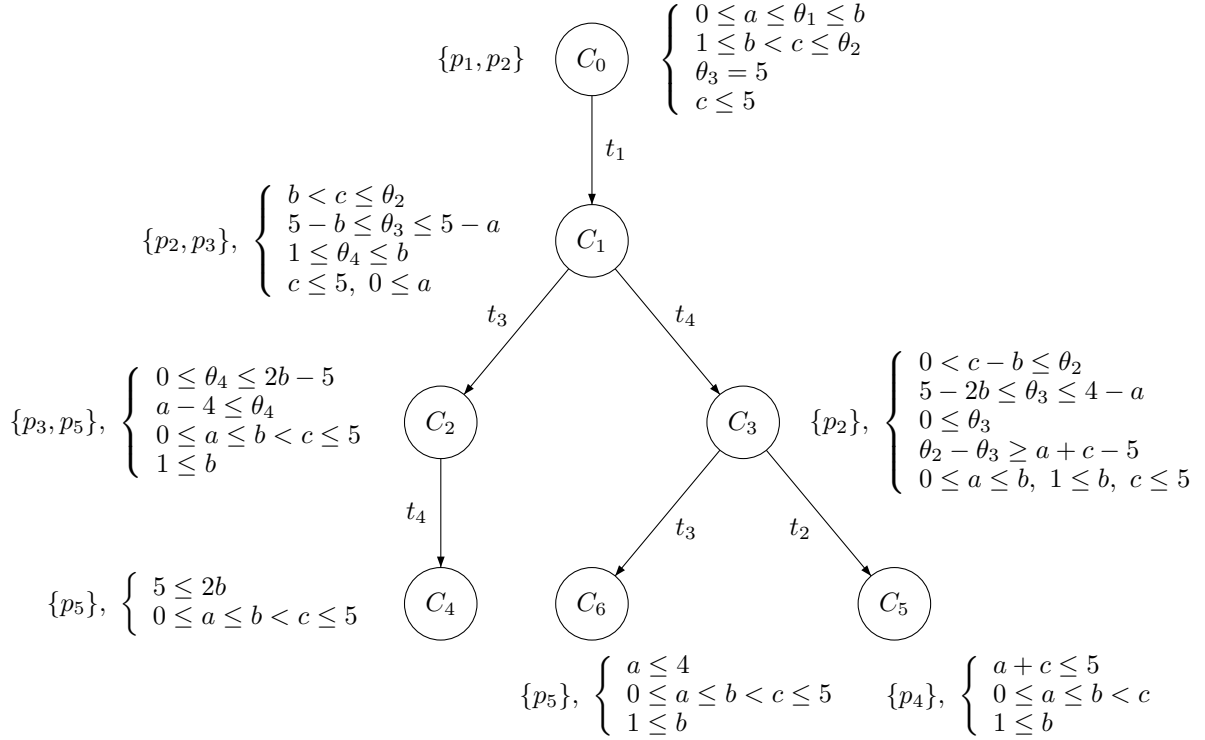 {p₁, p₂} C₀ { 0 ≤ a ≤ θ₁ ≤ b
1 ≤ b < c ≤ θ₂
θ₃ = 5
c ≤ 5
t₁
{p₂, p₃}, { b < c ≤ θ₂
5 − b ≤ θ₃ ≤ 5 − a
1 ≤ θ₄ ≤ b
c ≤ 5, 0 ≤ a
C₁
t₃ t₄
{p₃, p₅}, { 0 ≤ θ₄ ≤ 2b − 5
a − 4 ≤ θ₄
0 ≤ a ≤ b < c ≤ 5
1 ≤ b
C₂
C₃
{p₂}, { 0 < c − b ≤ θ₂
5 − 2b ≤ θ₃ ≤ 4 − a
0 ≤ θ₃
θ₂ − θ₃ ≥ a + c − 5
0 ≤ a ≤ b, 1 ≤ b, c ≤ 5
t₄ t₃ t₂
{p₅}, { 5 ≤ 2b
0 ≤ a ≤ b < c ≤ 5
C₄ C₆ C₅
{p₅}, { a ≤ 4
0 ≤ a ≤ b < c ≤ 5
1 ≤ b
{p₄}, { a + c ≤ 5
0 ≤ a ≤ b < c
1 ≤ b